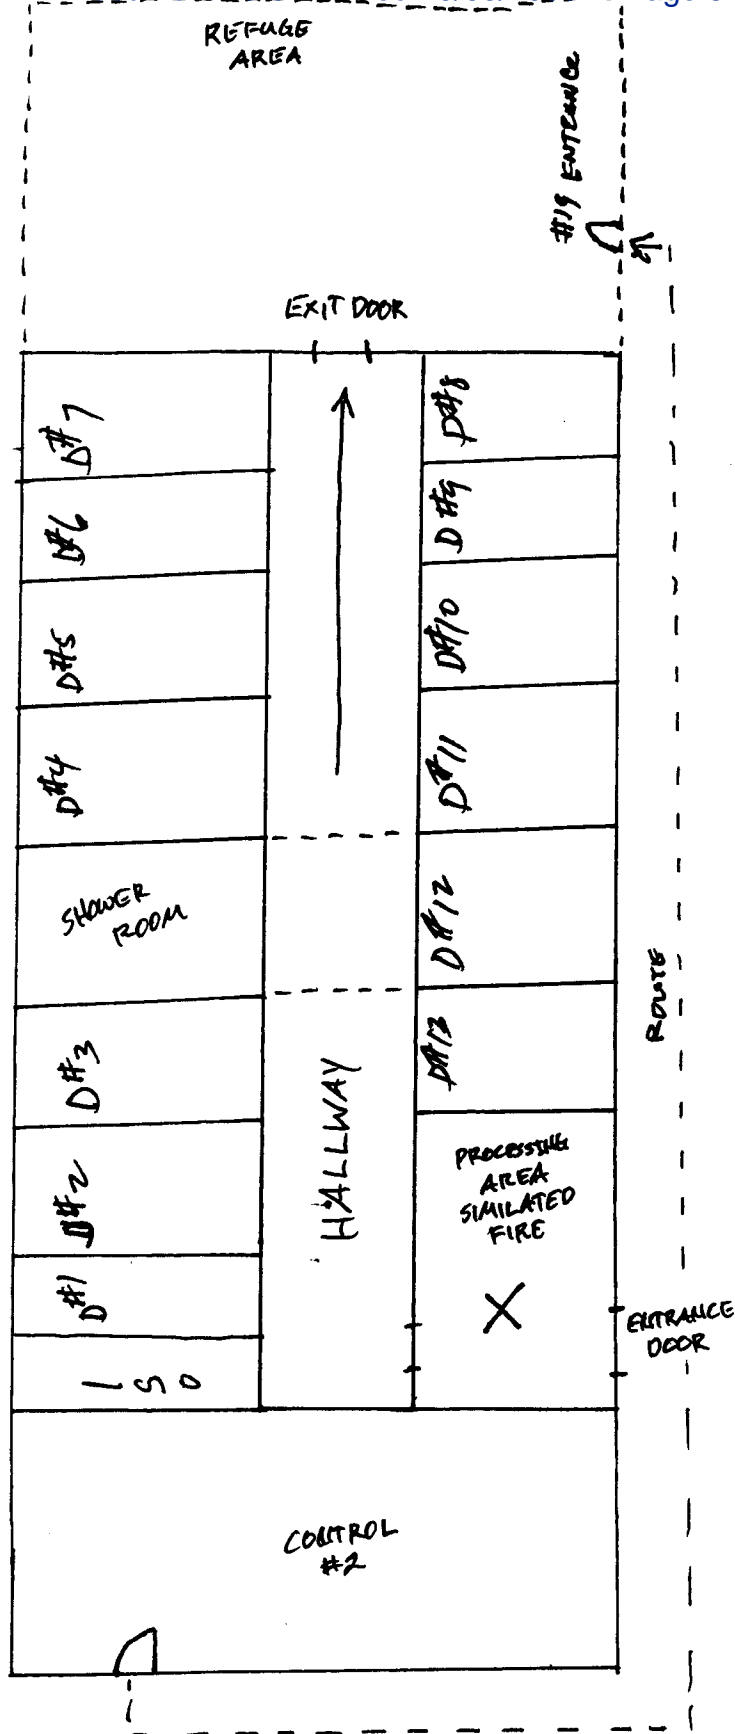 REFUGE
AREA
#19 ENTRANCE
EXIT DOOR
D#7
D#8
D#6
D#9
D#5
D#10
D#4
D#11
SHOWER
ROOM
D#12
ROUTE
D#3
D#13
HALLWAY
D#2
PROCESSING
AREA
SIMILATED
FIRE
D#1
X
ENTRANCE
DOOR
ISO
CONTROL
#2